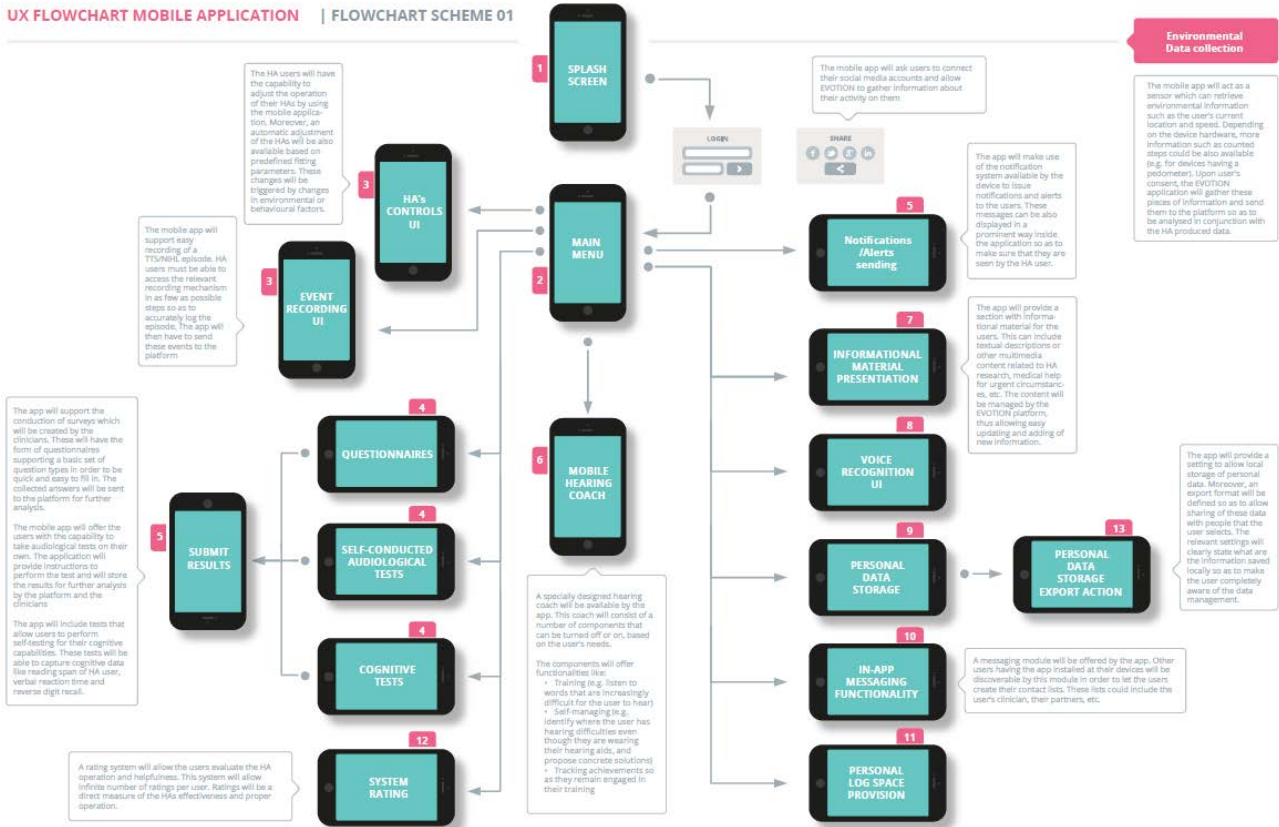 UX FLOWCHART MOBILE APPLICATION | FLOWCHART SCHEME 01
Environmental
Data collection
The mobile app will act as a
sensor which can retrieve
environmental information
such as the user's current
location and speed. Depending
on the device hardware, more
information such as counted
steps could be also available
(e.g. for devices having a
pedometer). Upon user's
consent, the EVOTION
application will gather these
pieces of information and send
them to the platform so as to
be analysed in conjunction with
the HA produced data.
1
SPLASH
SCREEN
The mobile app will ask users to connect
their social media accounts and allow
EVOTION to gather information about
their activity on them
LOGIN
SHARE
The HA users will have
the capability to
adjust the operation
of their HAs by using
the mobile applica-
tion. Moreover, an
automatic adjustment
of the HAs will be also
available based on
predefined fitting
parameters. These
changes will be
triggered by changes
in environmental or
behavioural factors.
3
HA's
CONTROLS
UI
2
MAIN
MENU
5
Notifications
/Alerts
sending
The app will make use
of the notification
system available by the
device to issue
notifications and alerts
to the users. These
messages can be also
displayed in a
prominent way inside
the application so as to
make sure that they are
seen by the HA user.
The mobile app will
support easy
recording of a
TTS/NIHL episode. HA
users must be able to
access the relevant
recording mechanism
in as few as possible
steps so as to
accurately log the
episode. The app will
then have to send
these events to the
platform
3
EVENT
RECORDING
UI
7
INFORMATIONAL
MATERIAL
PRESENTIATION
The app will provide a
section with informa-
tional material for the
users. This can include
textual descriptions or
other multimedia
content related to HA
research, medical help
for urgent circumstanc-
es, etc. The content will
be managed by the
EVOTION platform,
thus allowing easy
updating and adding of
new information.
The app will support the
conduction of surveys which
will be created by the
clinicians. These will have the
form of questionnaires
supporting a basic set of
question types in order to be
quick and easy to fill in. The
collected answers will be sent
to the platform for further
analysis.
The mobile app will offer the
users with the capability to
take audiological tests on their
own. The application will
provide instructions to
perform the test and will store
the results for further analysis
by the platform and the
clinicians
The app will include tests that
allow users to perform
self-testing for their cognitive
capabilities. These tests will be
able to capture cognitive data
like reading span of HA user,
verbal reaction time and
reverse digit recall.
5
SUBMIT
RESULTS
4
QUESTIONNAIRES
4
SELF-CONDUCTED
AUDIOLOGICAL
TESTS
4
COGNITIVE
TESTS
12
SYSTEM
RATING
A rating system will allow the users evaluate the HA
operation and helpfulness. This system will allow
infinite number of ratings per user. Ratings will be a
direct measure of the HAs effectiveness and proper
operation.
6
MOBILE
HEARING
COACH
A specially designed hearing
coach will be available by the
app. This coach will consist of a
number of components that
can be turned off or on, based
on the user's needs.
The components will offer
functionalities like:
• Training (e.g. listen to
words that are increasingly
difficult for the user to hear)
• Self-managing (e.g.
identify where the user has
hearing difficulties even
though they are wearing
their hearing aids, and
propose concrete solutions)
• Tracking achievements so
as they remain engaged in
their training
8
VOICE
RECOGNITION
UI
9
PERSONAL
DATA
STORAGE
13
PERSONAL
DATA
STORAGE
EXPORT ACTION
The app will provide a
setting to allow local
storage of personal
data. Moreover, an
export format will be
defined so as to allow
sharing of these data
with people that the
user selects. The
relevant settings will
clearly state what are
the information saved
locally so as to make
the user completely
aware of the data
management.
10
IN-APP
MESSAGING
FUNCTIONALITY
A messaging module will be offered by the app. Other
users having the app installed at their devices will be
discoverable by this module in order to let the users
create their contact lists. These lists could include the
user's clinician, their partners, etc.
11
PERSONAL
LOG SPACE
PROVISION